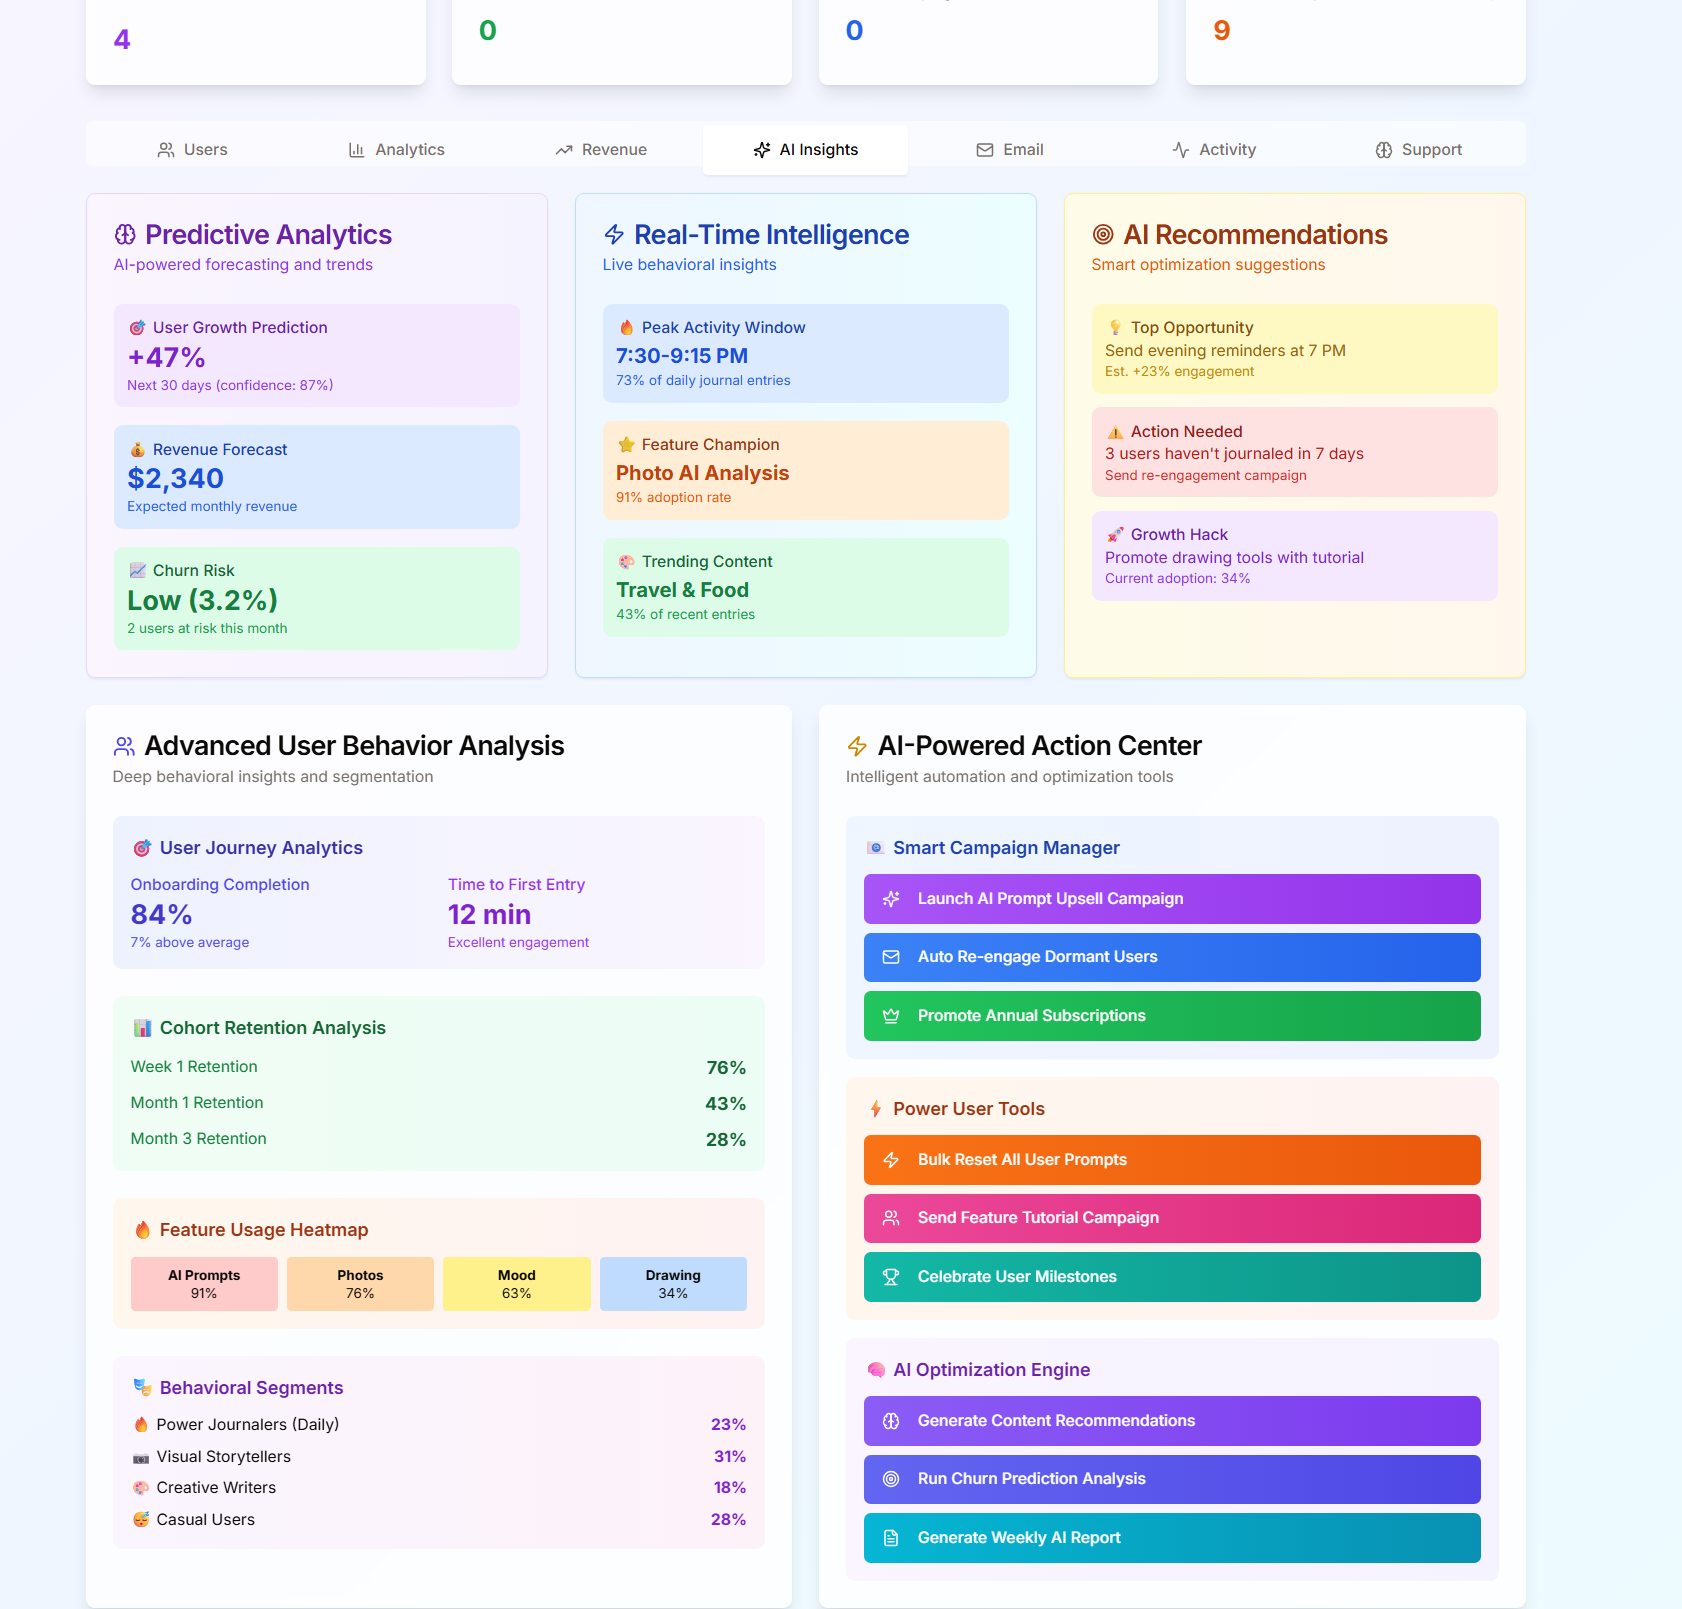 4
0
0
9
Users
Analytics
Revenue
AI Insights
Email
Activity
Support
Predictive Analytics
AI-powered forecasting and trends
User Growth Prediction
+47%
Next 30 days (confidence: 87%)
Revenue Forecast
$2,340
Expected monthly revenue
Churn Risk
Low (3.2%)
2 users at risk this month
Real-Time Intelligence
Live behavioral insights
Peak Activity Window
7:30-9:15 PM
73% of daily journal entries
Feature Champion
Photo AI Analysis
91% adoption rate
Trending Content
Travel & Food
43% of recent entries
AI Recommendations
Smart optimization suggestions
Top Opportunity
Send evening reminders at 7 PM
Est. +23% engagement
Action Needed
3 users haven't journaled in 7 days
Send re-engagement campaign
Growth Hack
Promote drawing tools with tutorial
Current adoption: 34%
Advanced User Behavior Analysis
Deep behavioral insights and segmentation
User Journey Analytics
Onboarding Completion
84%
7% above average
Time to First Entry
12 min
Excellent engagement
Cohort Retention Analysis
Week 1 Retention 76%
Month 1 Retention 43%
Month 3 Retention 28%
Feature Usage Heatmap
AI Prompts
91%
Photos
76%
Mood
63%
Drawing
34%
Behavioral Segments
Power Journalers (Daily) 23%
Visual Storytellers 31%
Creative Writers 18%
Casual Users 28%
AI-Powered Action Center
Intelligent automation and optimization tools
Smart Campaign Manager
Launch AI Prompt Upsell Campaign
Auto Re-engage Dormant Users
Promote Annual Subscriptions
Power User Tools
Bulk Reset All User Prompts
Send Feature Tutorial Campaign
Celebrate User Milestones
AI Optimization Engine
Generate Content Recommendations
Run Churn Prediction Analysis
Generate Weekly AI Report